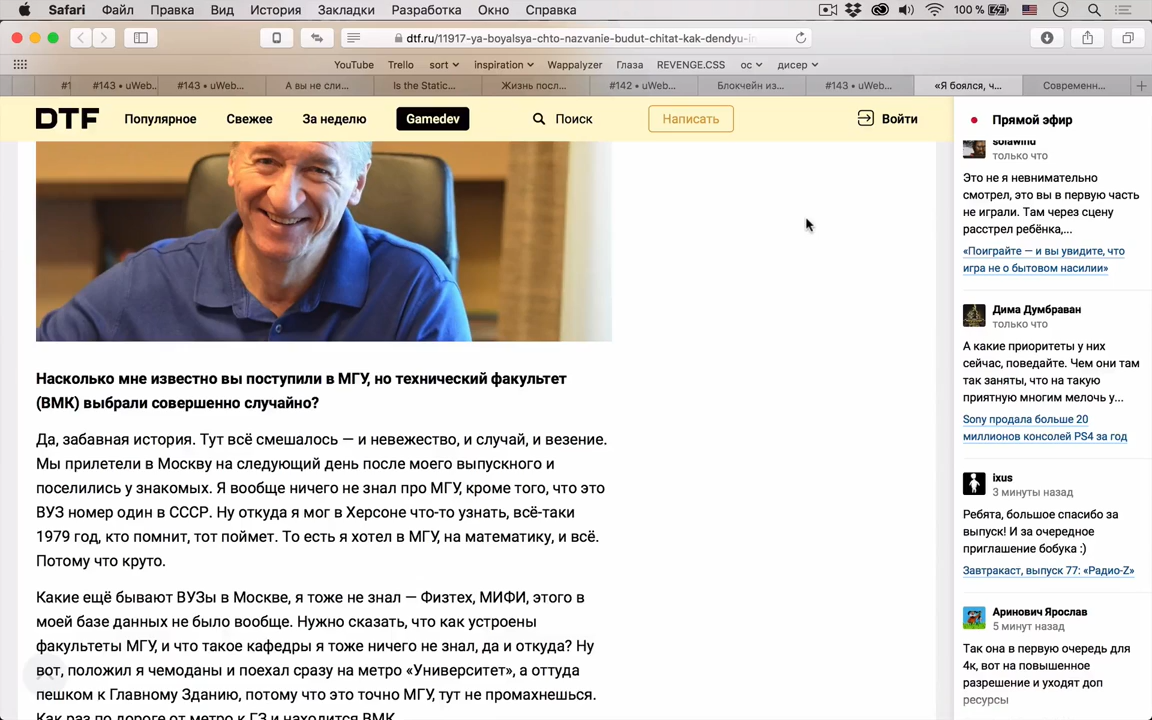 Safari Файл Правка Вид История Закладки Разработка Окно Справка 100 %
dtf.ru/11917-ya-boyalsya-chto-nazvanie-budut-chitat-kak-dendyu-i
YouTube Trello sort inspiration Wappalyzer Глаза REVENGE.CSS ос дисер
#1 #143 • uWeb... #143 • uWeb... А вы не сли... Is the Static... Жизнь посл... #142 • uWeb... Блокчейн из... #143 • uWeb... «Я боялся, ч... Современн...
DTF Популярное Свежее За неделю Gamedev Поиск Написать Войти
Насколько мне известно вы поступили в МГУ, но технический факультет
(ВМК) выбрали совершенно случайно?
Да, забавная история. Тут всё смешалось — и невежество, и случай, и везение.
Мы прилетели в Москву на следующий день после моего выпускного и
поселились у знакомых. Я вообще ничего не знал про МГУ, кроме того, что это
ВУЗ номер один в СССР. Ну откуда я мог в Херсоне что-то узнать, всё-таки
1979 год, кто помнит, тот поймет. То есть я хотел в МГУ, на математику, и всё.
Потому что круто.
Какие ещё бывают ВУЗы в Москве, я тоже не знал — Физтех, МИФИ, этого в
моей базе данных не было вообще. Нужно сказать, что как устроены
факультеты МГУ, и что такое кафедры я тоже ничего не знал, да и откуда? Ну
вот, положил я чемоданы и поехал сразу на метро «Университет», а оттуда
пешком к Главному Зданию, потому что это точно МГУ, тут не промахнешься.
Как раз по дороге от метро к ГЗ и находится ВМК.
Прямой эфир
sofawind
только что
Это не я невнимательно
смотрел, это вы в первую часть
не играли. Там через сцену
расстрел ребёнка,...
«Поиграйте — и вы увидите, что
игра не о бытовом насилии»
Дима Думбраван
только что
А какие приоритеты у них
сейчас, поведайте. Чем они там
так заняты, что на такую
приятную многим мелочь у...
Sony продала больше 20
миллионов консолей PS4 за год
ixus
3 минуты назад
Ребята, большое спасибо за
выпуск! И за очередное
приглашение бобука :)
Завтракаст, выпуск 77: «Радио-Z»
Аринович Ярослав
5 минут назад
Так она в первую очередь для
4к, вот на повышенное
разрешение и уходят доп
ресурсы